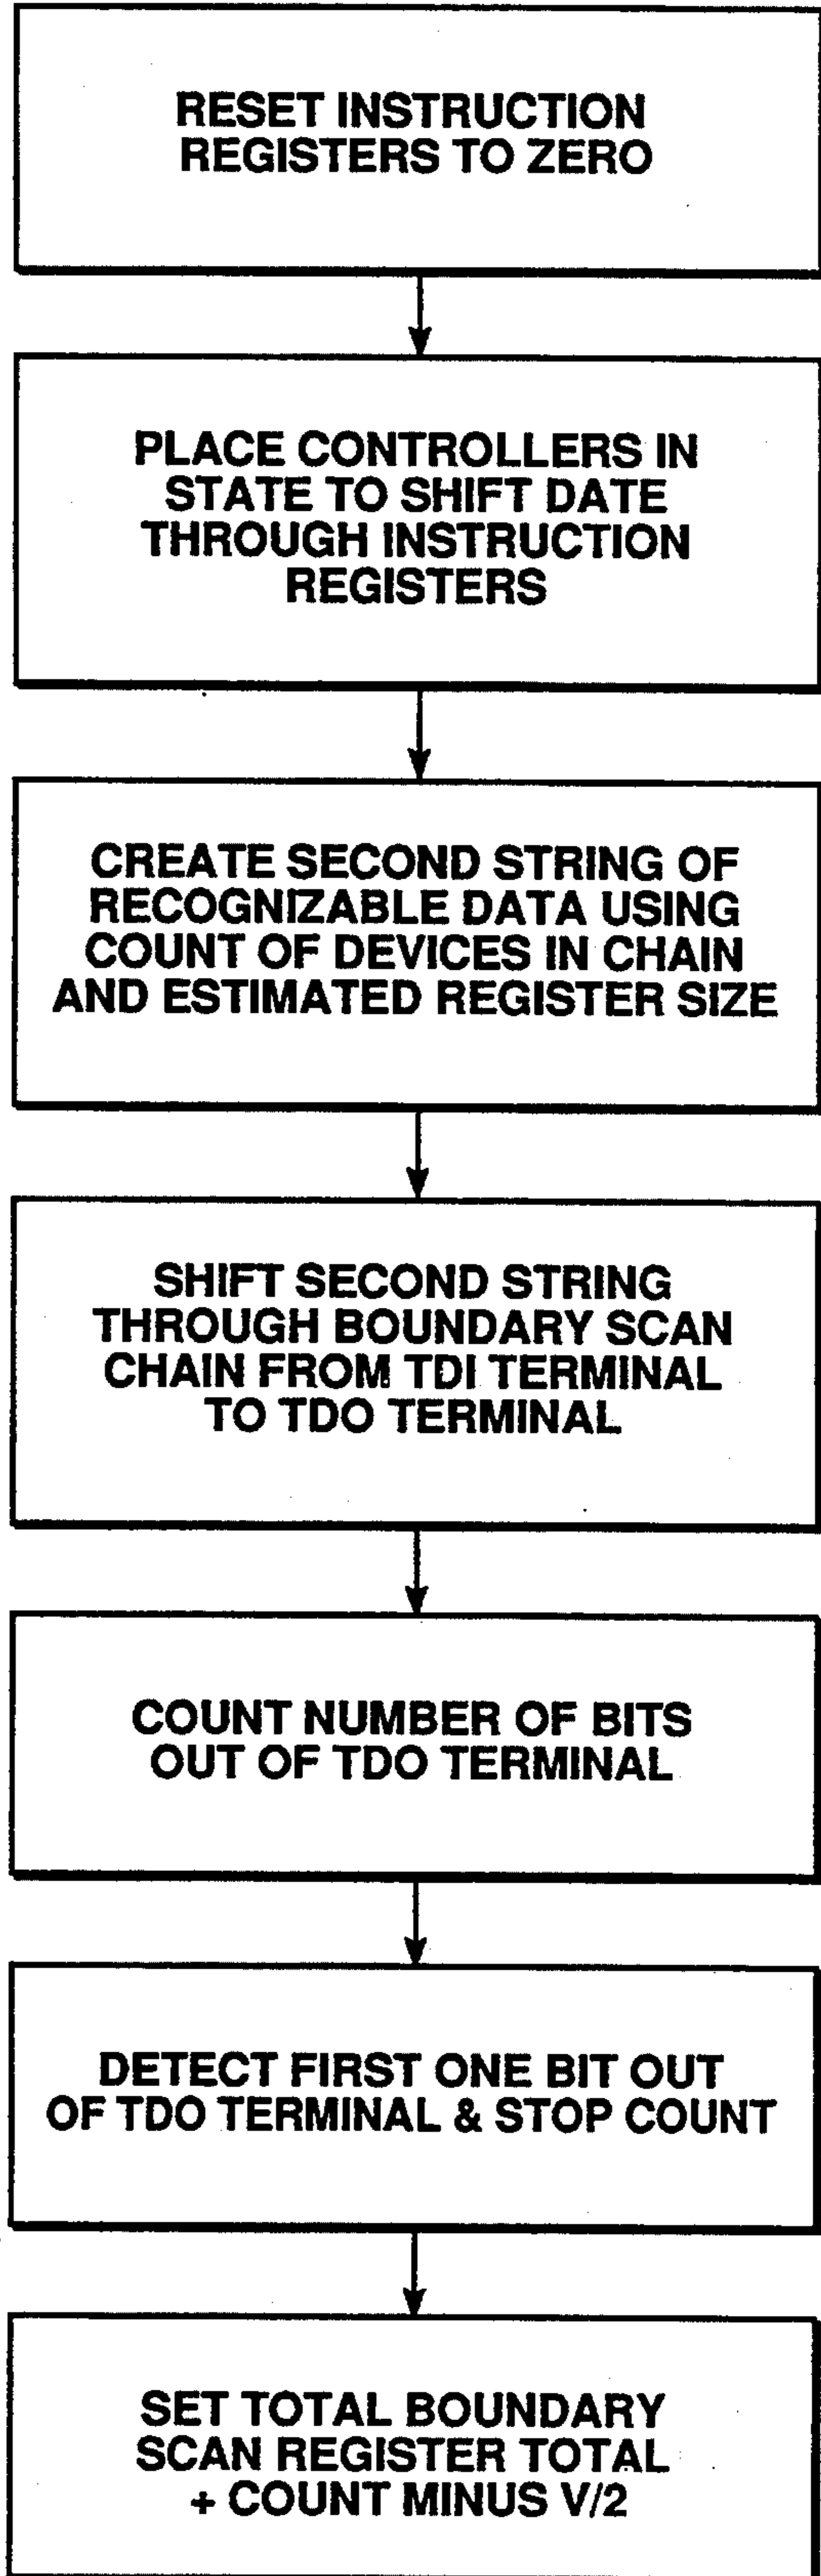 RESET INSTRUCTION
REGISTERS TO ZERO
PLACE CONTROLLERS IN
STATE TO SHIFT DATE
THROUGH INSTRUCTION
REGISTERS
CREATE SECOND STRING OF
RECOGNIZABLE DATA USING
COUNT OF DEVICES IN CHAIN
AND ESTIMATED REGISTER SIZE
SHIFT SECOND STRING
THROUGH BOUNDARY SCAN
CHAIN FROM TDI TERMINAL
TO TDO TERMINAL
COUNT NUMBER OF BITS
OUT OF TDO TERMINAL
DETECT FIRST ONE BIT OUT
OF TDO TERMINAL & STOP COUNT
SET TOTAL BOUNDARY
SCAN REGISTER TOTAL
+ COUNT MINUS V/2